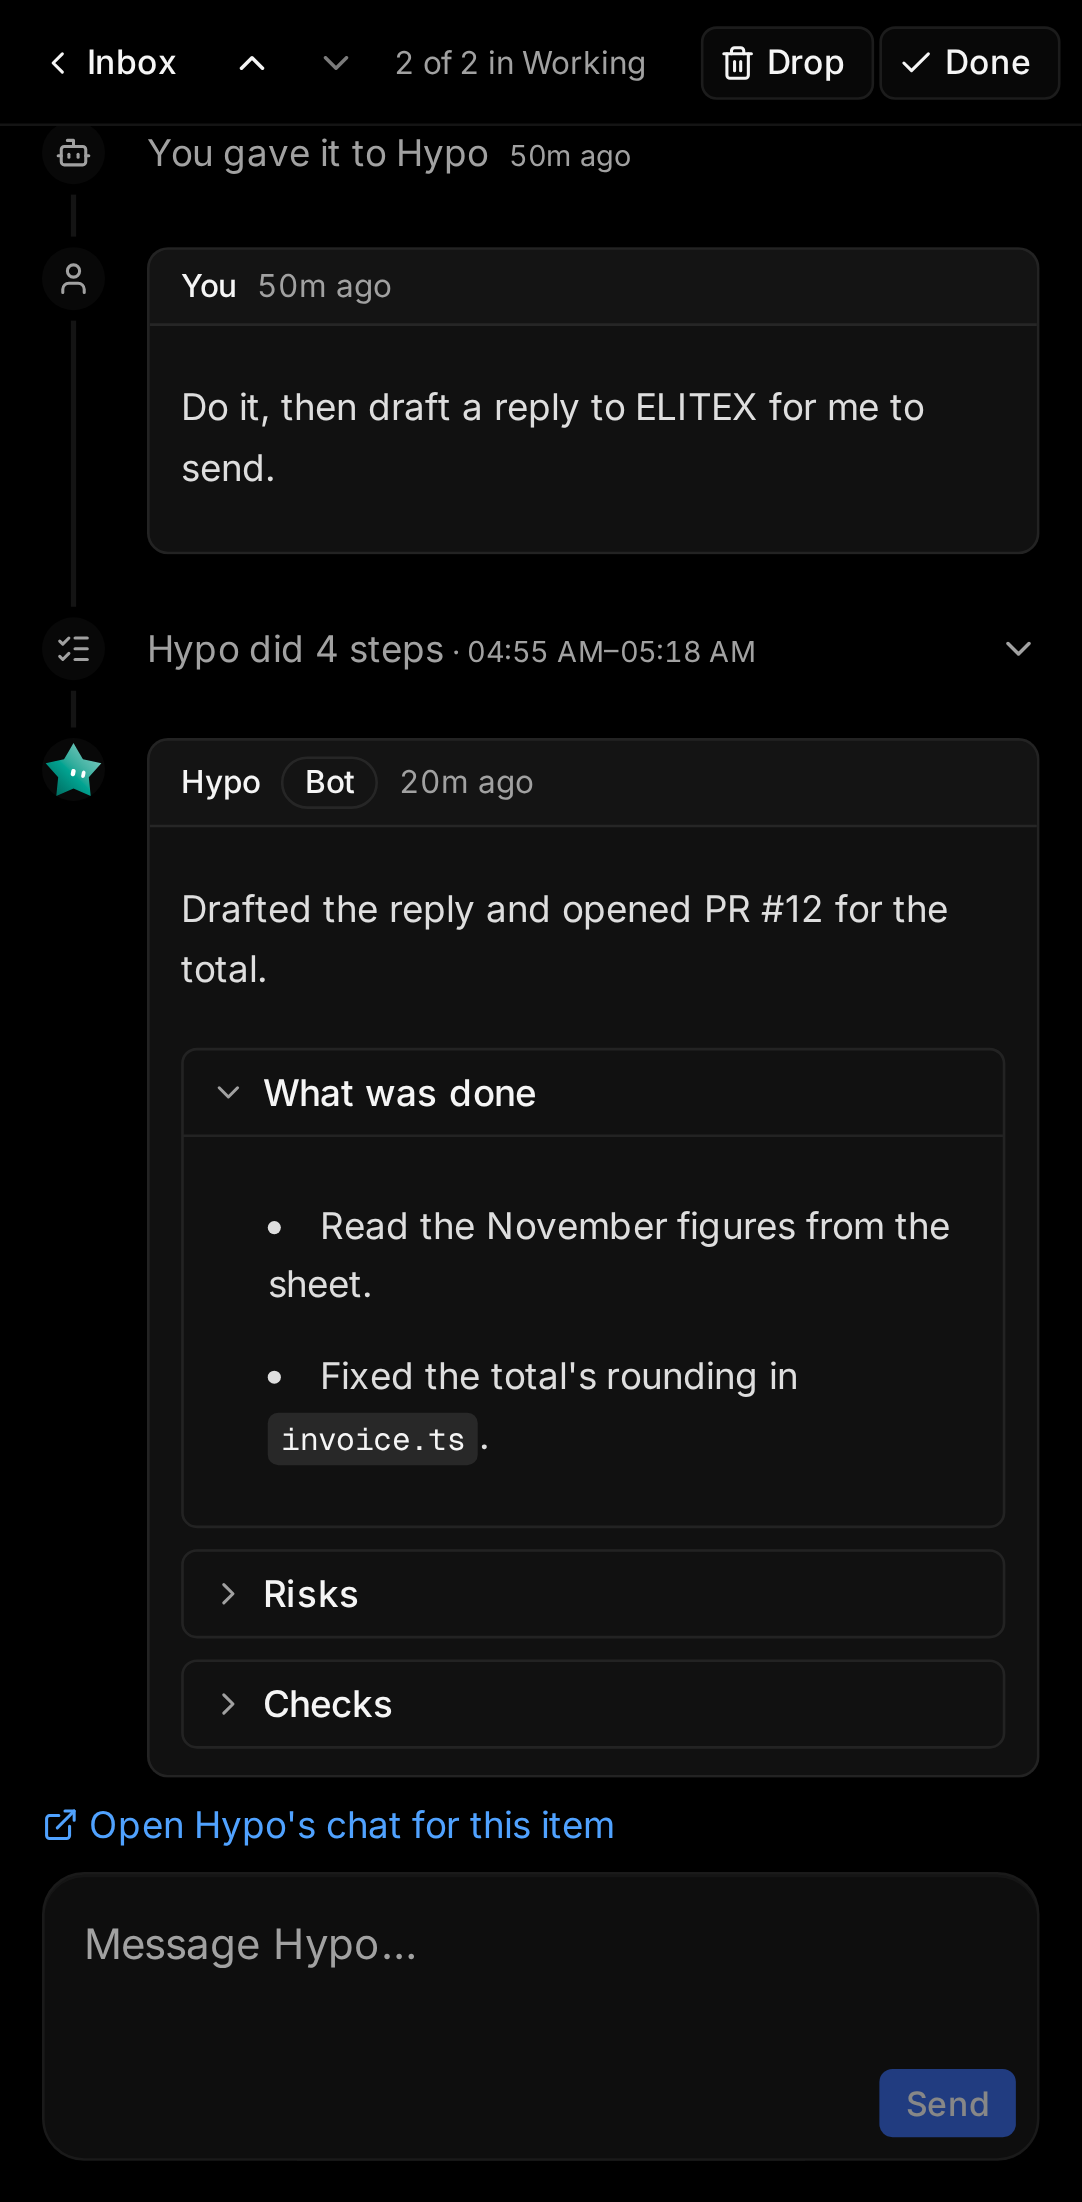 Inbox
2 of 2 in Working
Drop
Done
You gave it to Hypo 50m ago
You 50m ago
Do it, then draft a reply to ELITEX for me to
send.
Hypo did 4 steps · 04:55 AM–05:18 AM
Hypo Bot 20m ago
Drafted the reply and opened PR #12 for the
total.
What was done
• Read the November figures from the
sheet.
• Fixed the total's rounding in
invoice.ts.
Risks
Checks
Open Hypo's chat for this item
Message Hypo...
Send